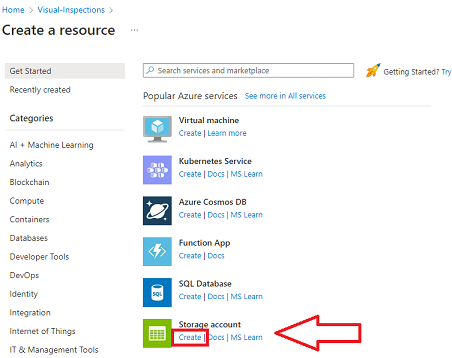 Home > Visual-Inspections >
Create a resource ...
Get Started
Recently created
Categories
AI + Machine Learning
Analytics
Blockchain
Compute
Containers
Databases
Developer Tools
DevOps
Identity
Integration
Internet of Things
IT & Management Tools
Search services and marketplace
Getting Started? Try
Popular Azure services See more in All services
Virtual machine
Create | Learn more
Kubernetes Service
Create | Docs | MS Learn
Azure Cosmos DB
Create | Docs | MS Learn
Function App
Create | Docs
SQL
SQL Database
Create | Docs | MS Learn
Storage account
Create | Docs | MS Learn